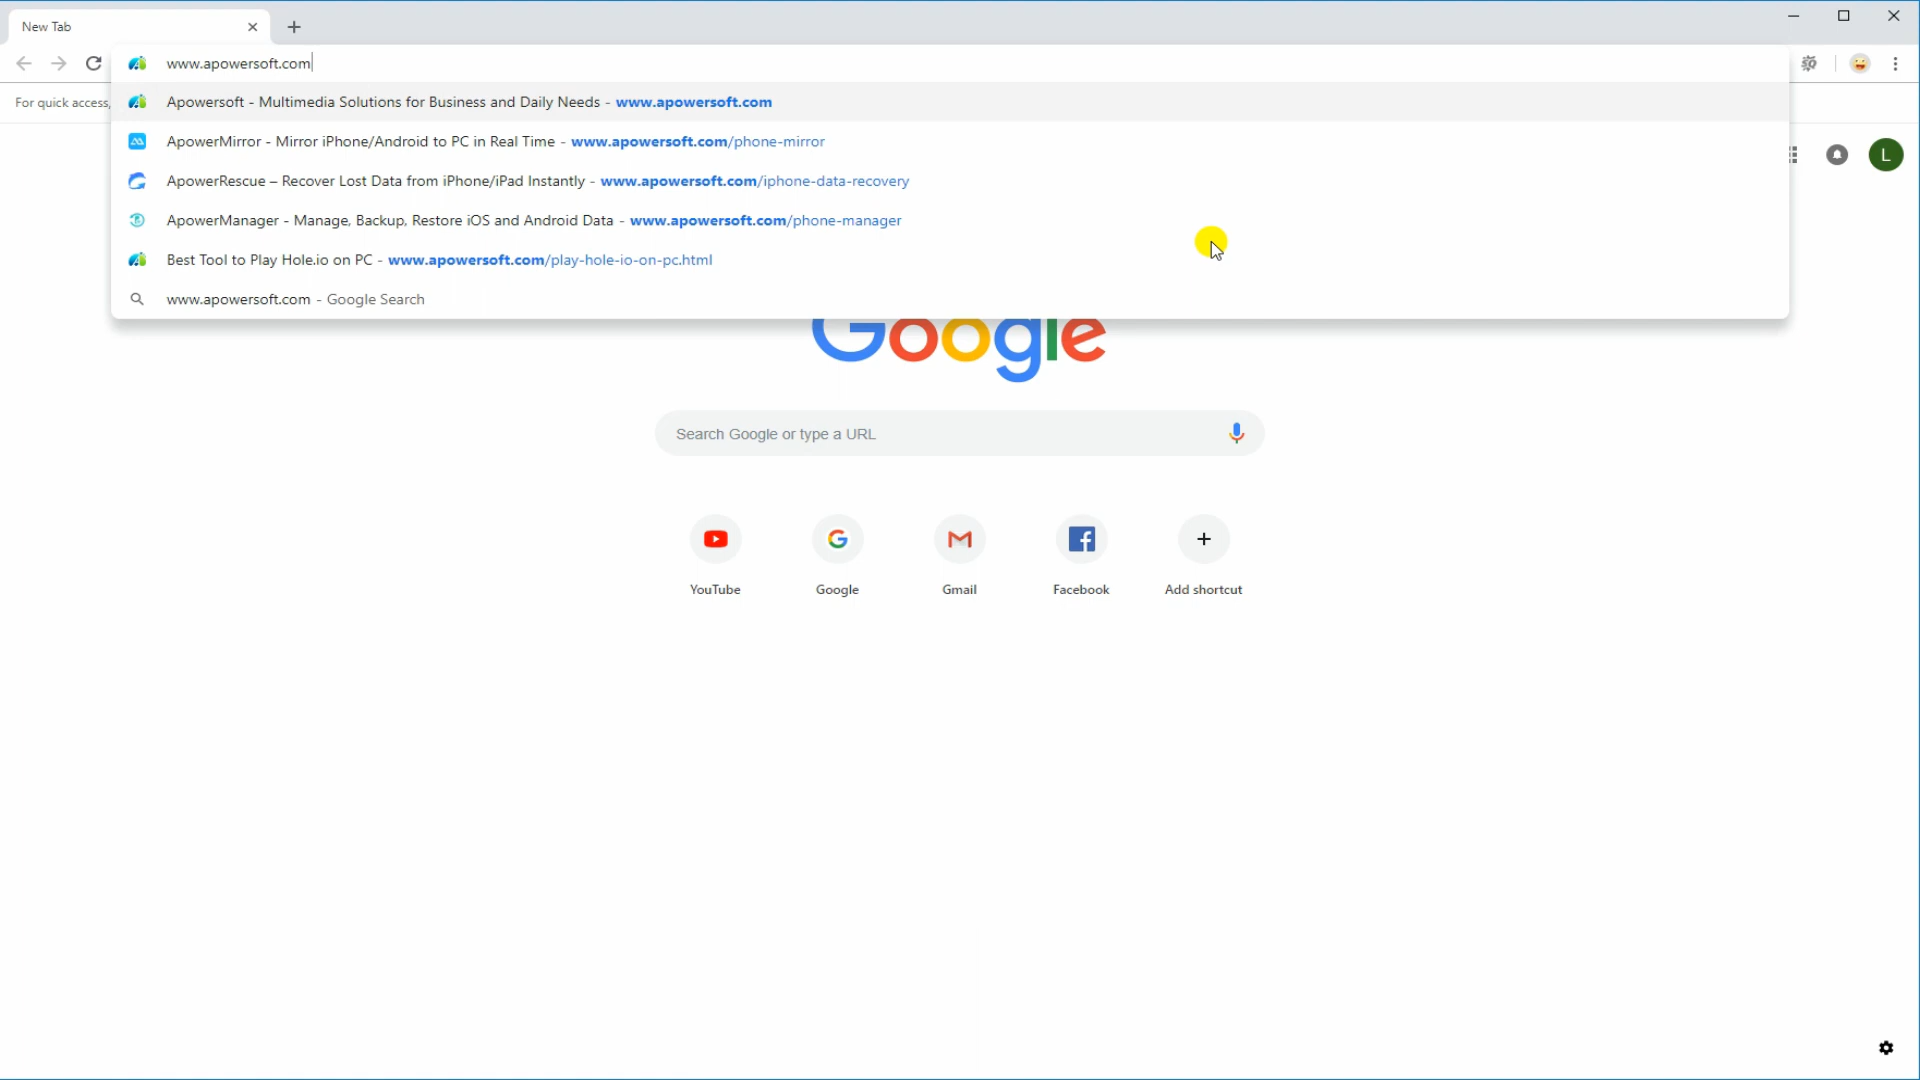 New Tab
www.apowersoft.com
Apowersoft - Multimedia Solutions for Business and Daily Needs - www.apowersoft.com
For quick access,
ApowerMirror - Mirror iPhone/Android to PC in Real Time - www.apowersoft.com/phone-mirror
L
ApowerRescue – Recover Lost Data from iPhone/iPad Instantly - www.apowersoft.com/iphone-data-recovery
ApowerManager - Manage, Backup, Restore iOS and Android Data - www.apowersoft.com/phone-manager
Best Tool to Play Hole.io on PC - www.apowersoft.com/play-hole-io-on-pc.html
www.apowersoft.com - Google Search
Google
Search Google or type a URL
YouTube Google Gmail Facebook Add shortcut